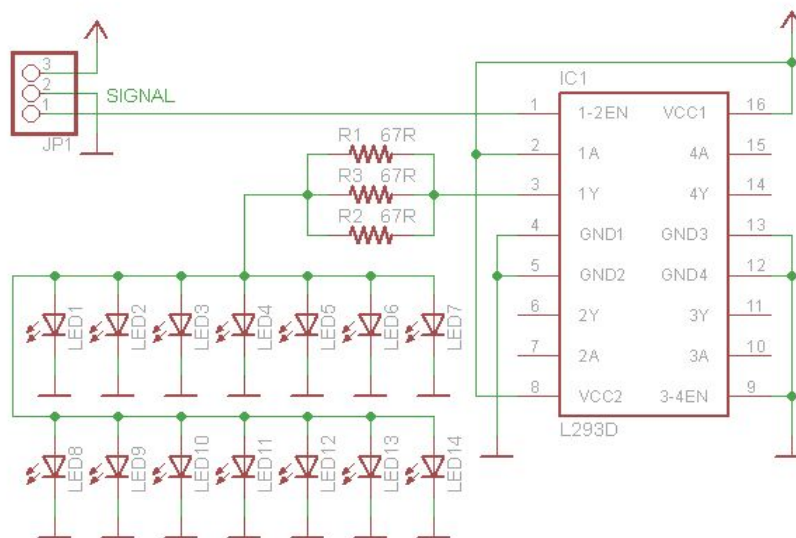 3
2
1
SIGNAL
JP1
R1 67R
R3 67R
R2 67R
IC1
1 1-2EN VCC1 16
2 1A 4A 15
3 1Y 4Y 14
4 GND1 GND3 13
5 GND2 GND4 12
6 2Y 3Y 11
7 2A 3A 10
8 VCC2 3-4EN 9
L293D
LED1 LED2 LED3 LED4 LED5 LED6 LED7
LED8 LED9 LED10 LED11 LED12 LED13 LED14